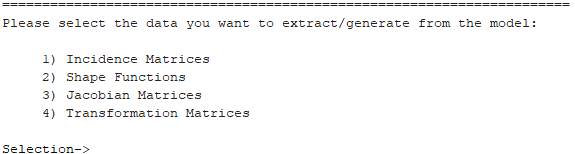 Please select the data you want to extract/generate from the model:
1) Incidence Matrices
2) Shape Functions
3) Jacobian Matrices
4) Transformation Matrices
Selection->